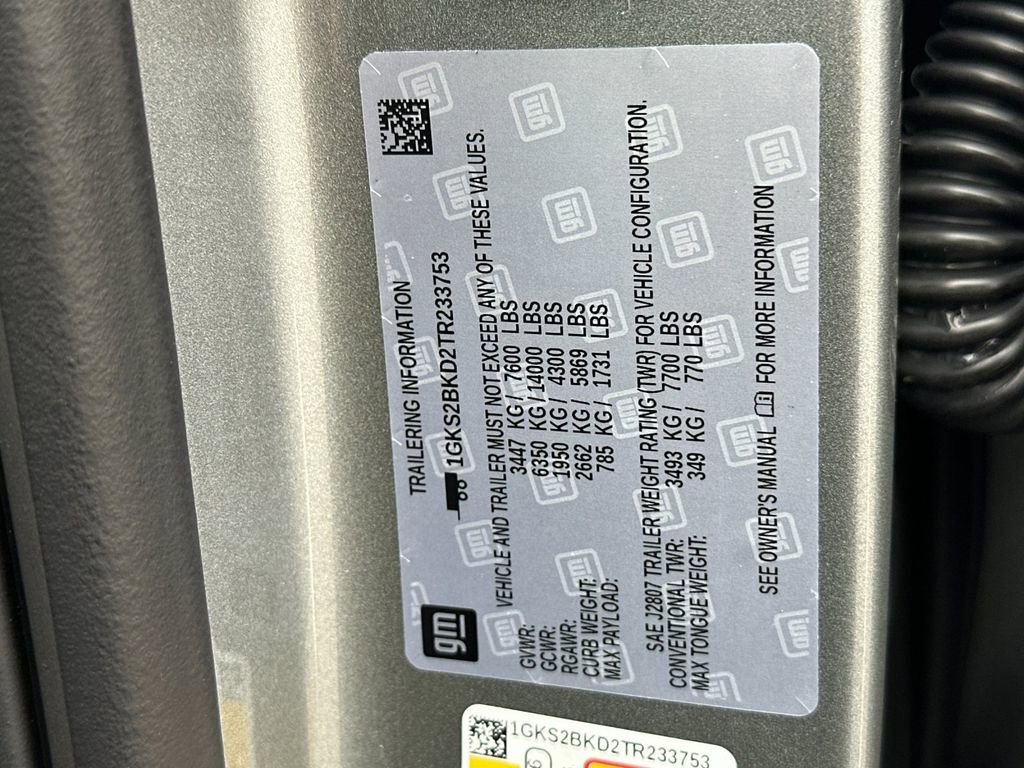 gm
TRAILERING INFORMATION
1GKS2BKD2TR233753
VEHICLE AND TRAILER MUST NOT EXCEED ANY OF THESE VALUES.
GVWR: 3447 KG / 7600 LBS
GCWR: 6350 KG / 14000 LBS
RGAWR: 1950 KG / 4300 LBS
CURB WEIGHT: 2662 KG / 5869 LBS
MAX PAYLOAD: 785 KG / 1731 LBS
SAE J2807 TRAILER WEIGHT RATING (TWR) FOR VEHICLE CONFIGURATION.
CONVENTIONAL TWR: 3493 KG / 7700 LBS
MAX TONGUE WEIGHT: 349 KG / 770 LBS
SEE OWNER'S MANUAL FOR MORE INFORMATION
1GKS2BKD2TR233753